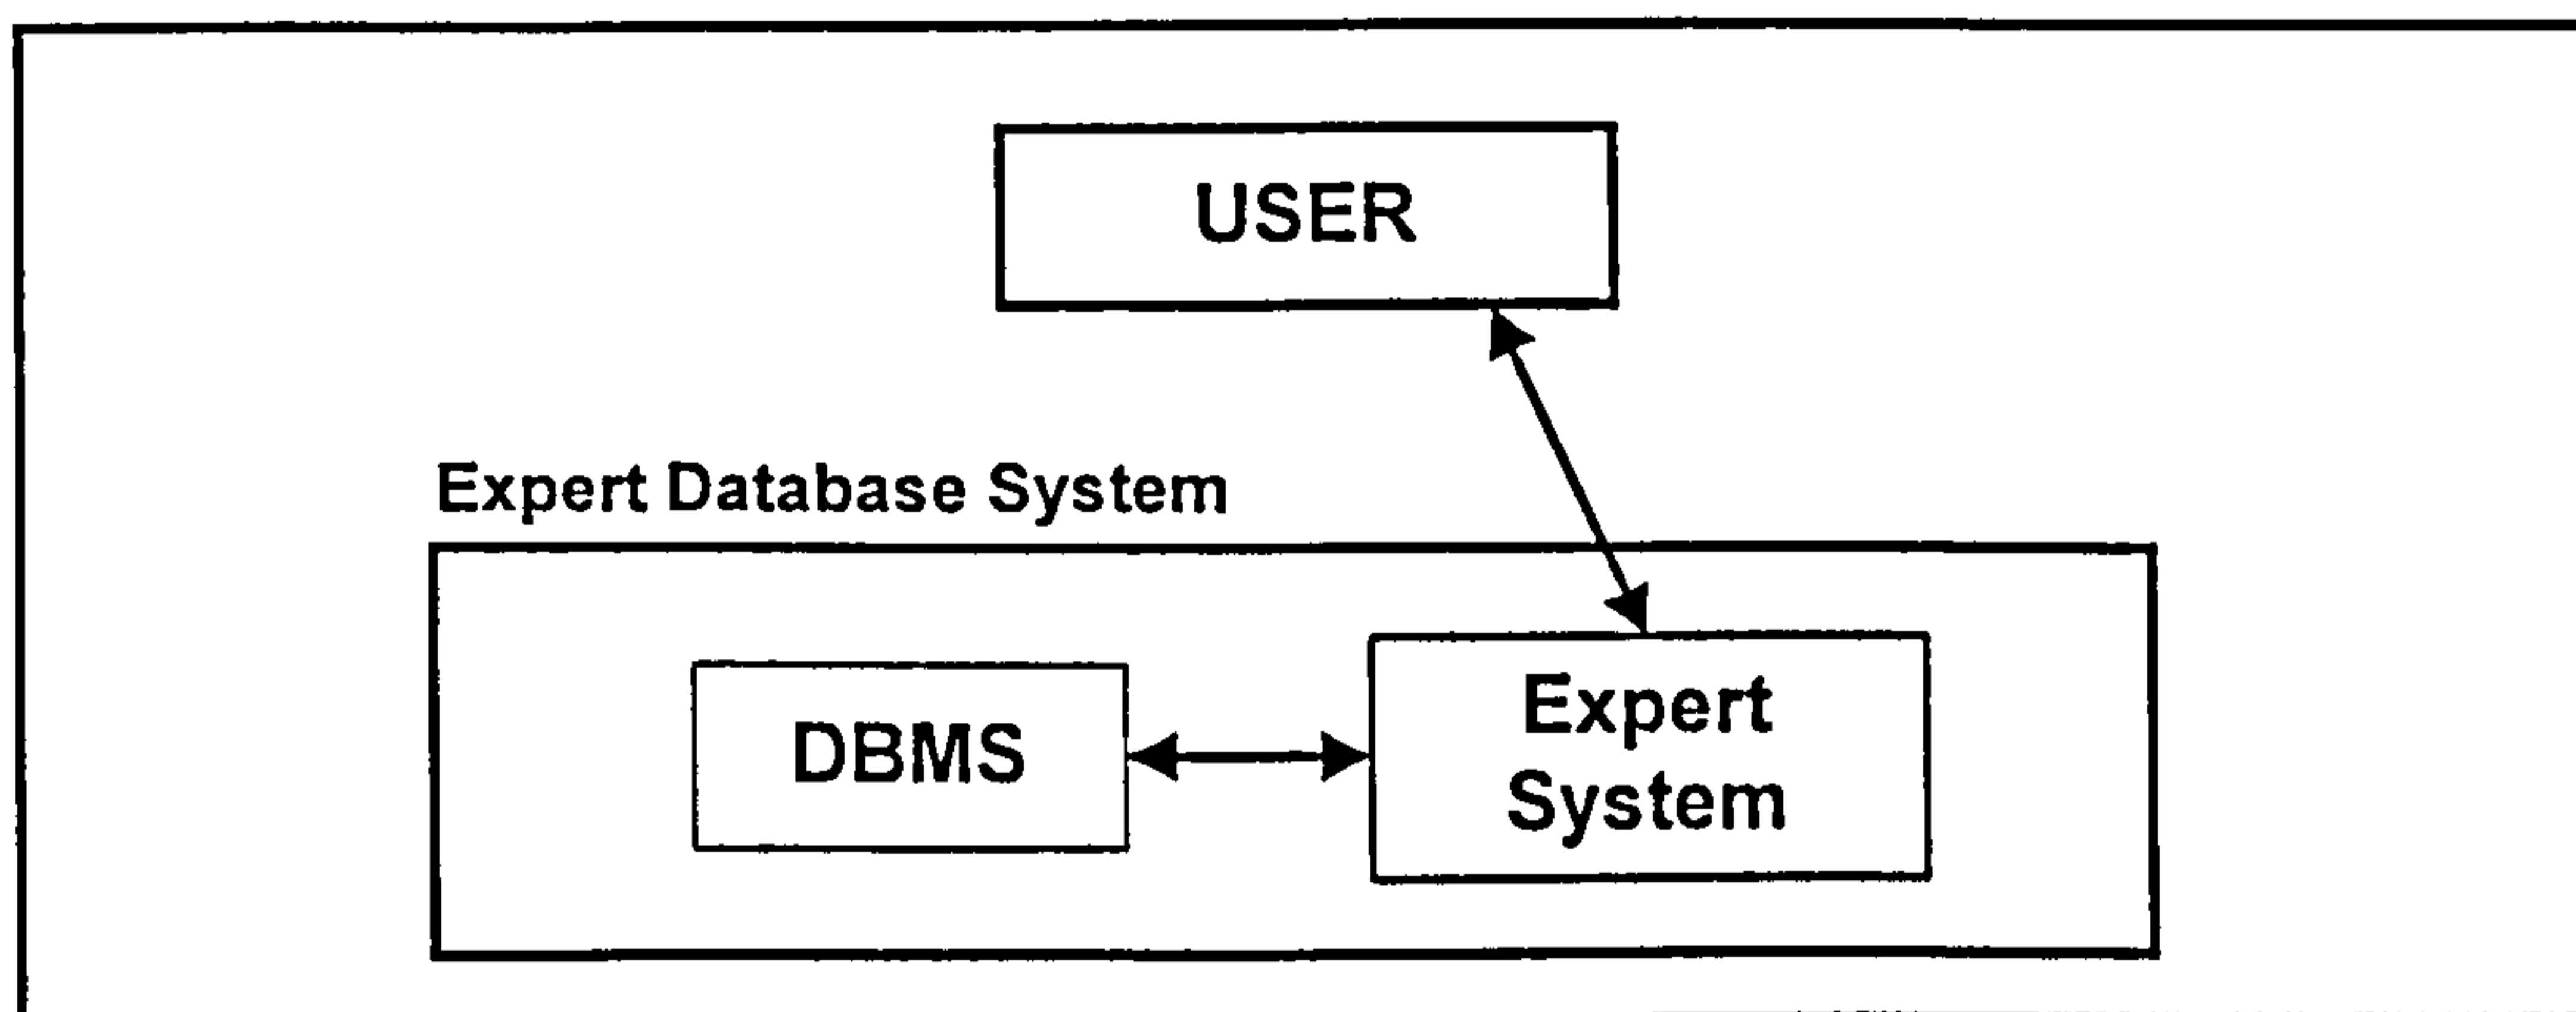 USER
Expert Database System
DBMS
Expert
System